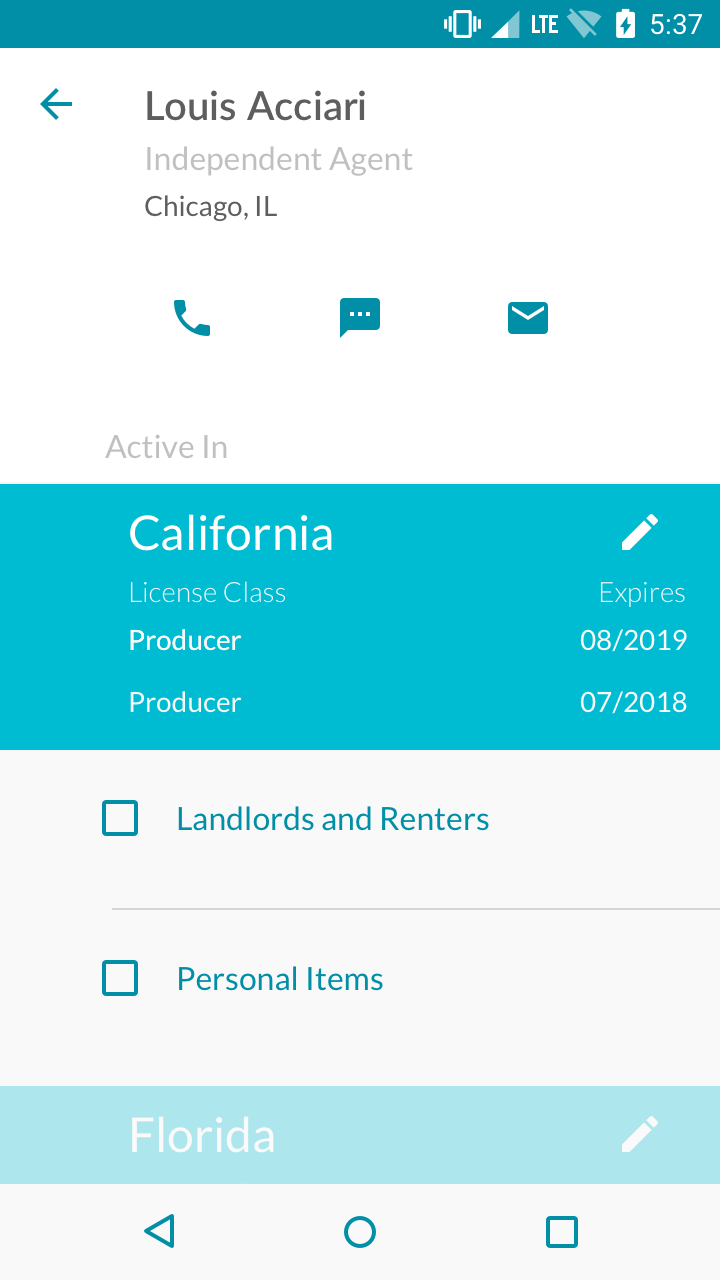 LTE 5:37
Louis Acciari
Independent Agent
Chicago, IL
Active In
California
License Class Expires
Producer 08/2019
Producer 07/2018
Landlords and Renters
Personal Items
Florida